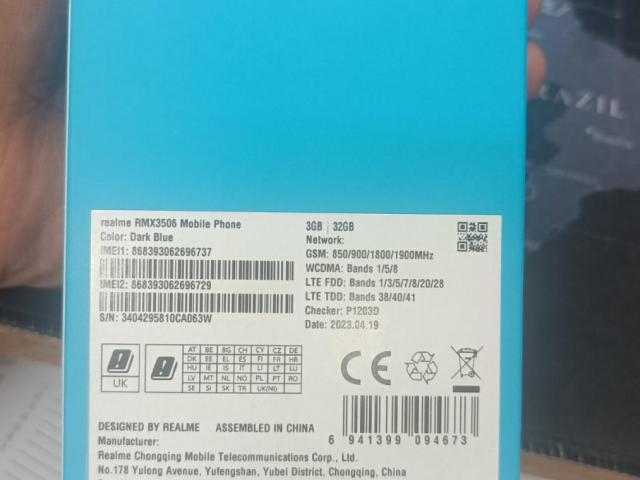 realme RMX3506 Mobile Phone
Color: Dark Blue
IMEI1: 868393062696737
IMEI2: 868393062696729
S/N: 3404295810CA063W
3GB | 32GB
Network:
GSM: 850/900/1800/1900MHz
WCDMA: Bands 1/5/8
LTE FDD: Bands 1/3/5/7/8/20/28
LTE TDD: Bands 38/40/41
Checker: P1203D
Date: 2023.04.19
UK
AT BE BG CH CY CZ DE
DK EE EL ES FI FR HR
HU IE IS IT LI LT LU
LV MT NL NO PL PT RO
SE SI SK TR UK(NI)
CE
DESIGNED BY REALME ASSEMBLED IN CHINA
6 941399 094673
Manufacturer:
Realme Chongqing Mobile Telecommunications Corp., Ltd.
No.178 Yulong Avenue, Yufengshan, Yubei District, Chongqing, China